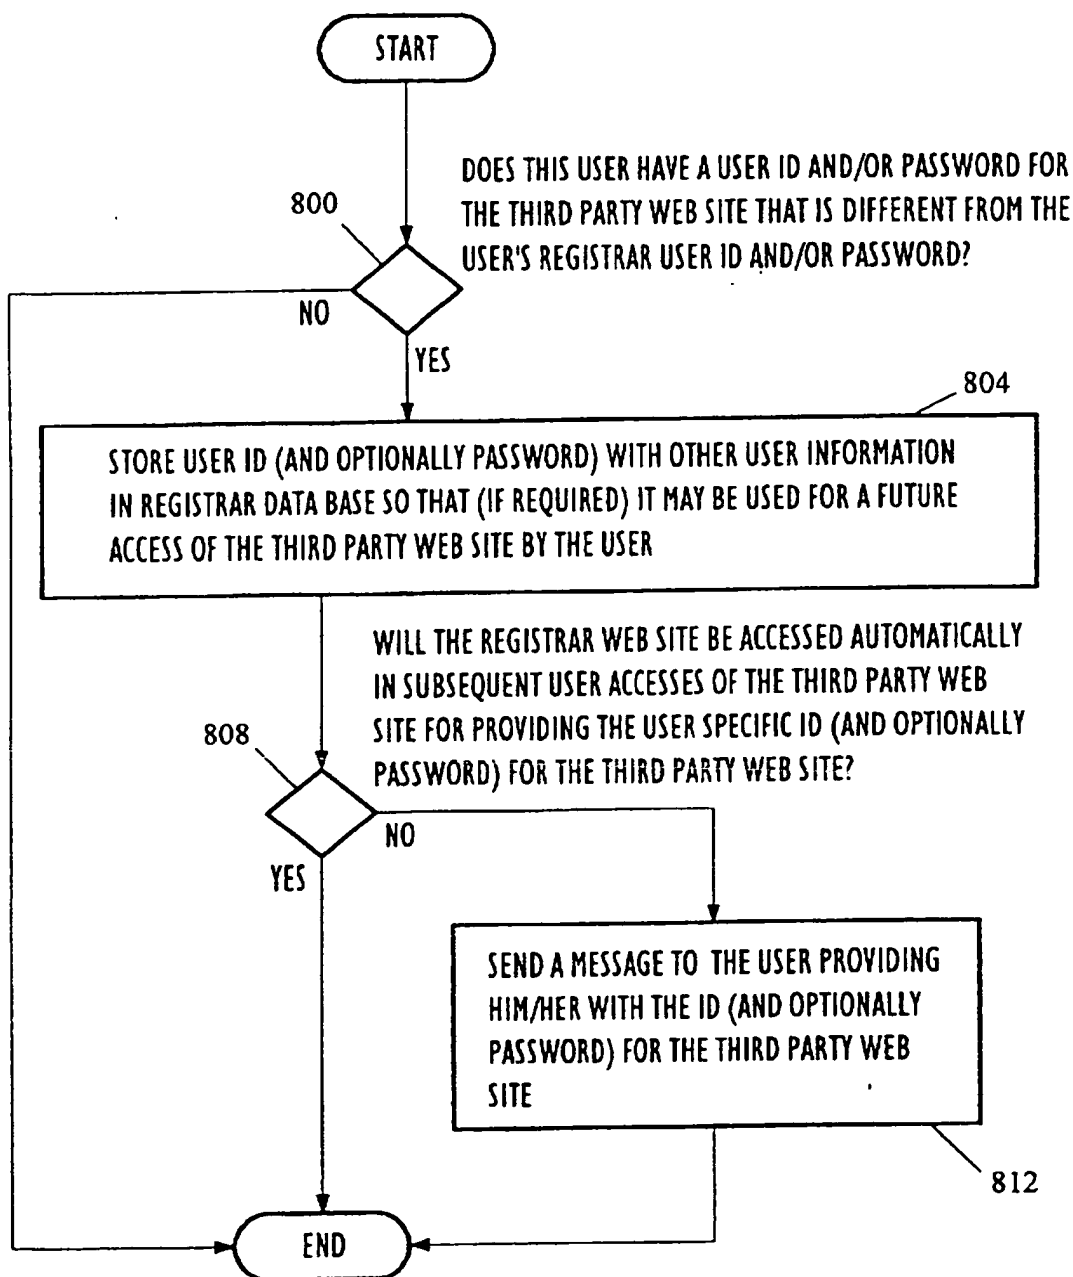 START
DOES THIS USER HAVE A USER ID AND/OR PASSWORD FOR
THE THIRD PARTY WEB SITE THAT IS DIFFERENT FROM THE
USER'S REGISTRAR USER ID AND/OR PASSWORD?
800
NO
YES
804
STORE USER ID (AND OPTIONALLY PASSWORD) WITH OTHER USER INFORMATION
IN REGISTRAR DATA BASE SO THAT (IF REQUIRED) IT MAY BE USED FOR A FUTURE
ACCESS OF THE THIRD PARTY WEB SITE BY THE USER
WILL THE REGISTRAR WEB SITE BE ACCESSED AUTOMATICALLY
IN SUBSEQUENT USER ACCESSES OF THE THIRD PARTY WEB
SITE FOR PROVIDING THE USER SPECIFIC ID (AND OPTIONALLY
PASSWORD) FOR THE THIRD PARTY WEB SITE?
808
NO
YES
SEND A MESSAGE TO THE USER PROVIDING
HIM/HER WITH THE ID (AND OPTIONALLY
PASSWORD) FOR THE THIRD PARTY WEB
SITE
812
END